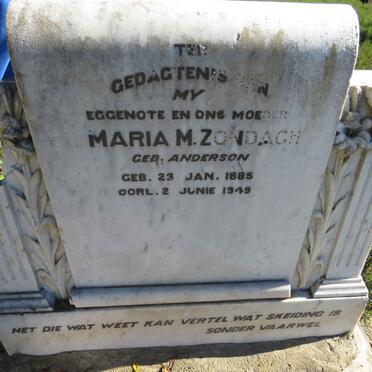 TER
GEDAGTENIS VAN
MY
EGGENOTE EN ONS MOEDER
MARIA M. ZONDAGH
GEB. ANDERSON
GEB. 23 JAN. 1885
OORL. 2 JUNIE 1949
NET DIE WAT WEET KAN VERTEL WAT SKEIDING IS
SONDER VAARWEL